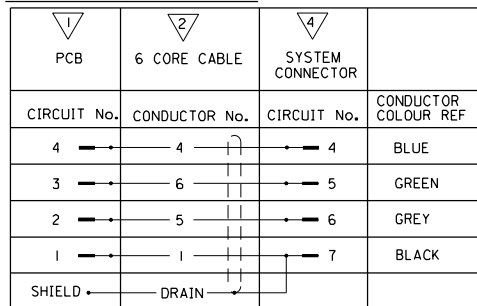 1 2 4
PCB 6 CORE CABLE SYSTEM CONNECTOR
CIRCUIT No. CONDUCTOR No. CIRCUIT No. CONDUCTOR COLOUR REF
4 4 4 BLUE
3 6 5 GREEN
2 5 6 GREY
1 1 7 BLACK
SHIELD DRAIN